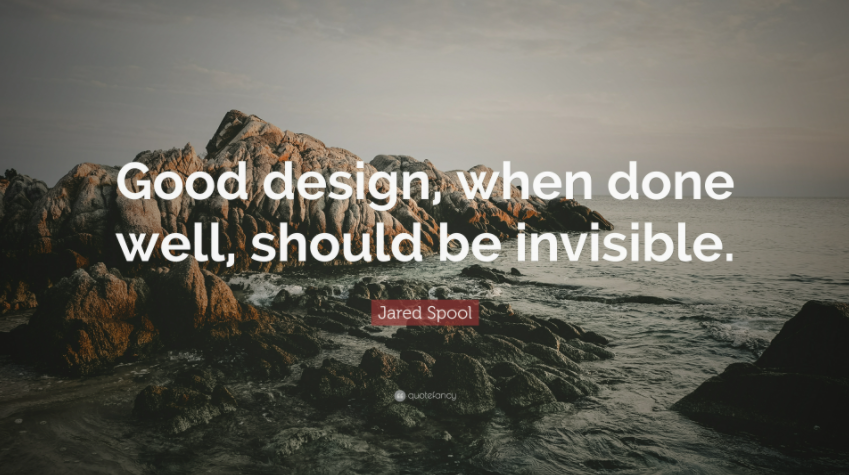 Good design, when done
well, should be invisible.
Jared Spool
quotefancy